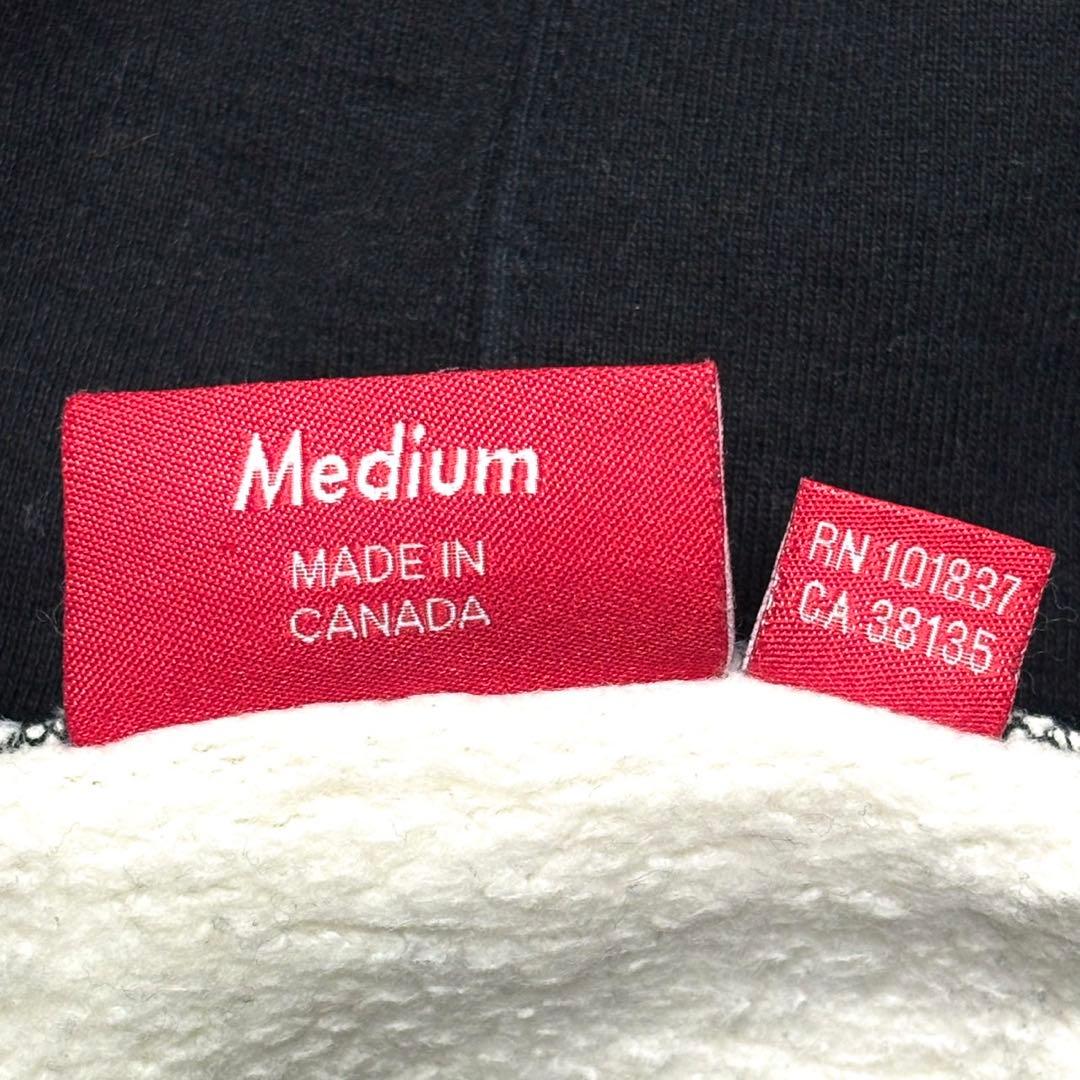 Medium
MADE IN
CANADA
RN 101837
CA 38135